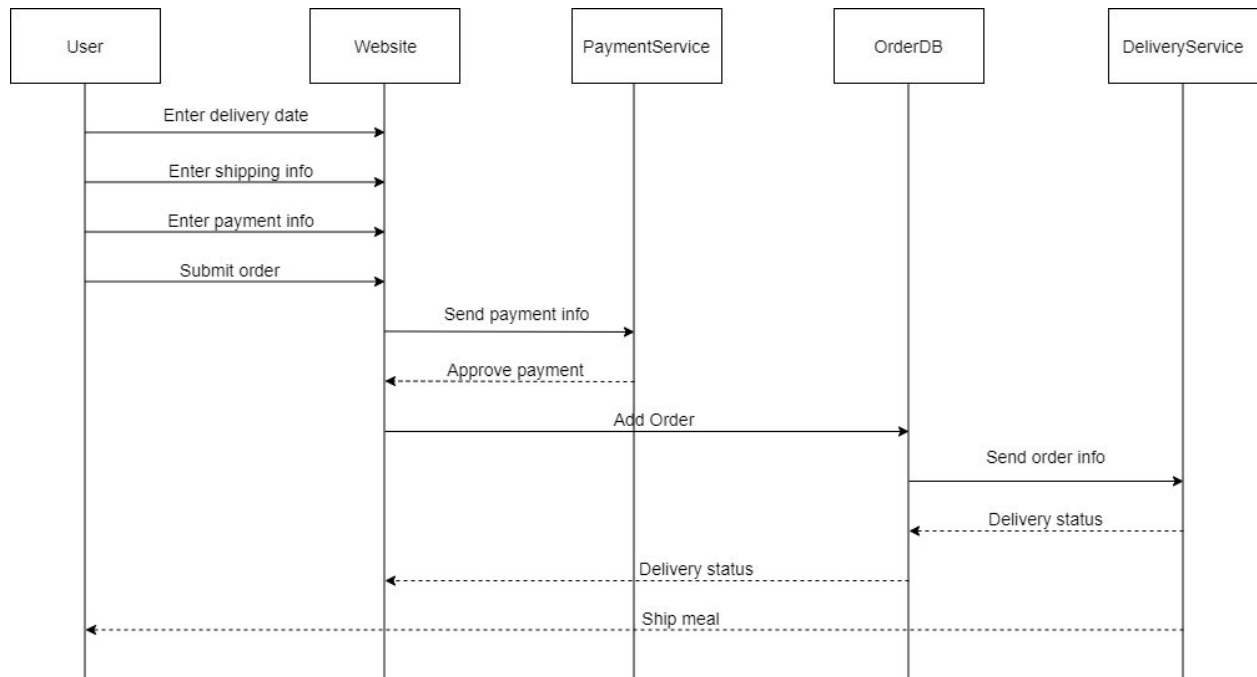 User
Website
PaymentService
OrderDB
DeliveryService
Enter delivery date
Enter shipping info
Enter payment info
Submit order
Send payment info
Approve payment
Add Order
Send order info
Delivery status
Delivery status
Ship meal